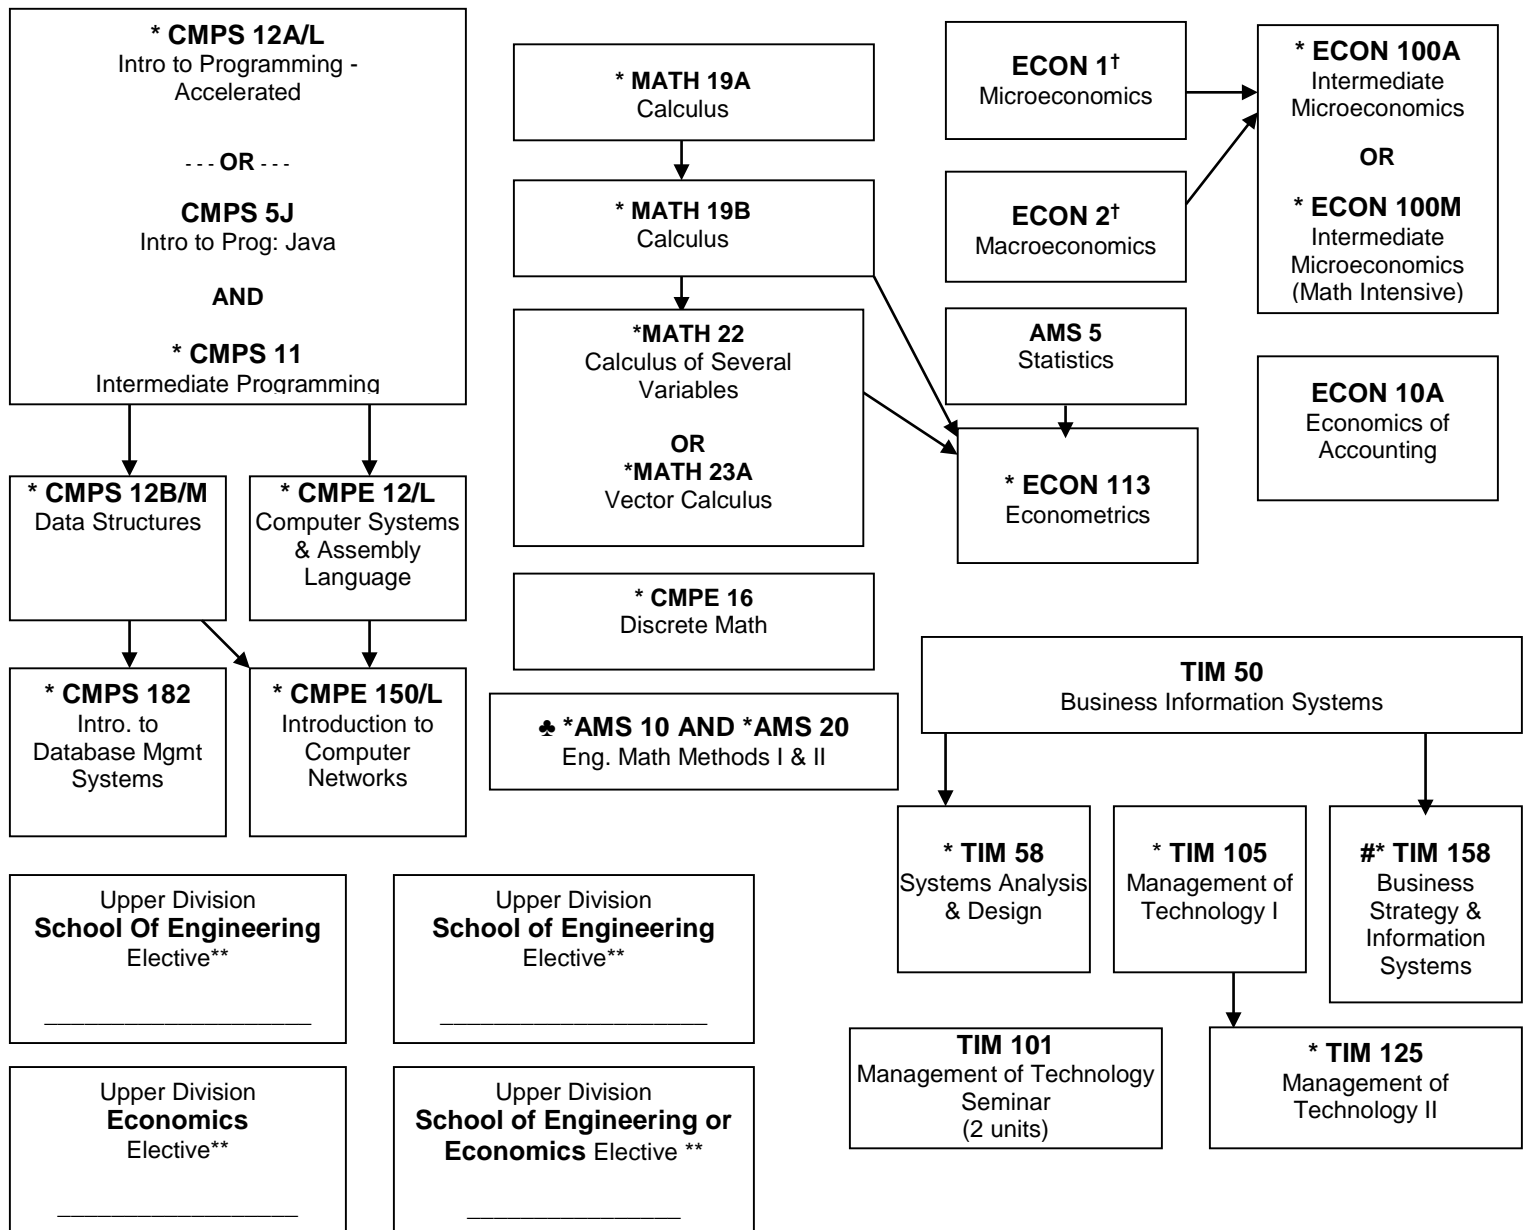 * CMPS 12A/L
Intro to Programming -
Accelerated
- - - OR - - -
CMPS 5J
Intro to Prog: Java
AND
* CMPS 11
Intermediate Programming
* CMPS 12B/M
Data Structures
* CMPE 12/L
Computer Systems
& Assembly
Language
* CMPS 182
Intro. to
Database Mgmt
Systems
* CMPE 150/L
Introduction to
Computer
Networks
* MATH 19A
Calculus
* MATH 19B
Calculus
*MATH 22
Calculus of Several
Variables
OR
*MATH 23A
Vector Calculus
* CMPE 16
Discrete Math
♣ *AMS 10 AND *AMS 20
Eng. Math Methods I & II
ECON 1†
Microeconomics
ECON 2†
Macroeconomics
AMS 5
Statistics
* ECON 113
Econometrics
* ECON 100A
Intermediate
Microeconomics
OR
* ECON 100M
Intermediate
Microeconomics
(Math Intensive)
ECON 10A
Economics of
Accounting
TIM 50
Business Information Systems
* TIM 58
Systems Analysis
& Design
* TIM 105
Management of
Technology I
#* TIM 158
Business
Strategy &
Information
Systems
TIM 101
Management of Technology
Seminar
(2 units)
* TIM 125
Management of
Technology II
Upper Division
School Of Engineering
Elective**
____________________
Upper Division
School of Engineering
Elective**
____________________
Upper Division
Economics
Elective**
__________________
Upper Division
School of Engineering or
Economics Elective **
________________